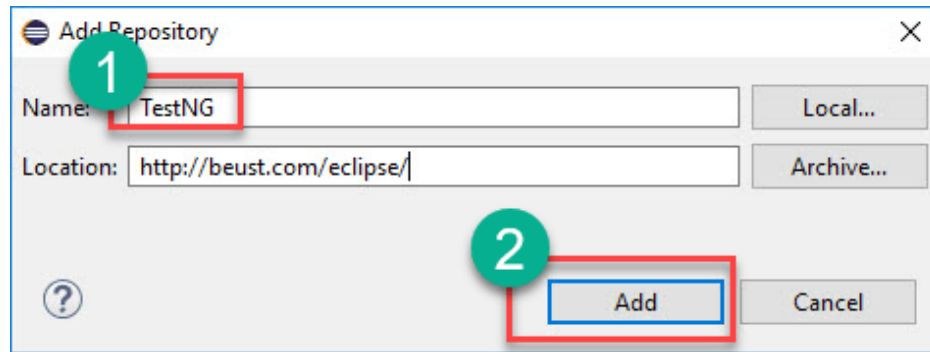 Add Repository
1
Name: TestNG Local...
Location: http://beust.com/eclipse/ Archive...
2
? Add Cancel